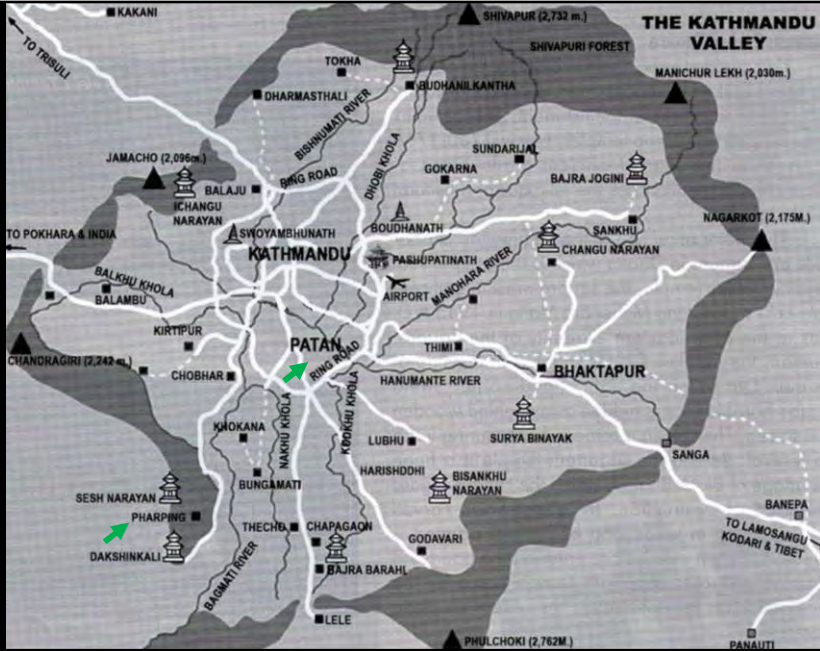 KAKANI
TO TRISULI
SHIVAPUR (2,732 m.)
THE KATHMANDU
VALLEY
SHIVAPURI FOREST
TOKHA
MANICHUR LEKH (2,030m.)
BUDHANILKANTHA
DHARMASTHALI
BISHNUMATI RIVER
DHOBI KHOLA
JAMACHO (2,096m.)
SUNDARIJAL
GOKARNA
BAJRA JOGINI
RING ROAD
BALAJU
ICHANGU
NARAYAN
BOUDHANATH
SANKHU
NAGARKOT (2,175M.)
SWOYAMBHUNATH
TO POKHARA & INDIA
KATHMANDU
PASHUPATINATH
CHANGU NARAYAN
MANOHARA RIVER
BALKHU KHOLA
BALAMBU
AIRPORT
KIRTIPUR
PATAN
THIMI
CHANDRAGIRI (2,242 m.)
RING ROAD
CHOBHAR
HANUMANTE RIVER
BHAKTAPUR
NAKHU KHOLA
KODKHU KHOLA
KHOKANA
LUBHU
SURYA BINAYAK
SANGA
HARISHDDHI
BUNGAMATI
SESH NARAYAN
BISANKHU
NARAYAN
PHARPING
BANEPA
THECHO
CHAPAGAON
TO LAMOSANGU
KODARI & TIBET
DAKSHINKALI
GODAVARI
BAGMATI RIVER
BAJRA BARAHL
LELE
PHULCHOKI (2,762M.)
PANAUTI